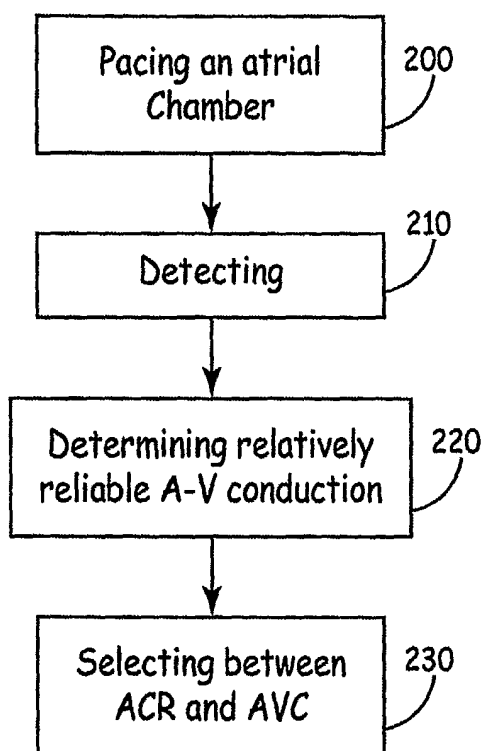 Pacing an atrial
Chamber
200
Detecting
210
Determining relatively
reliable A-V conduction
220
Selecting between
ACR and AVC
230